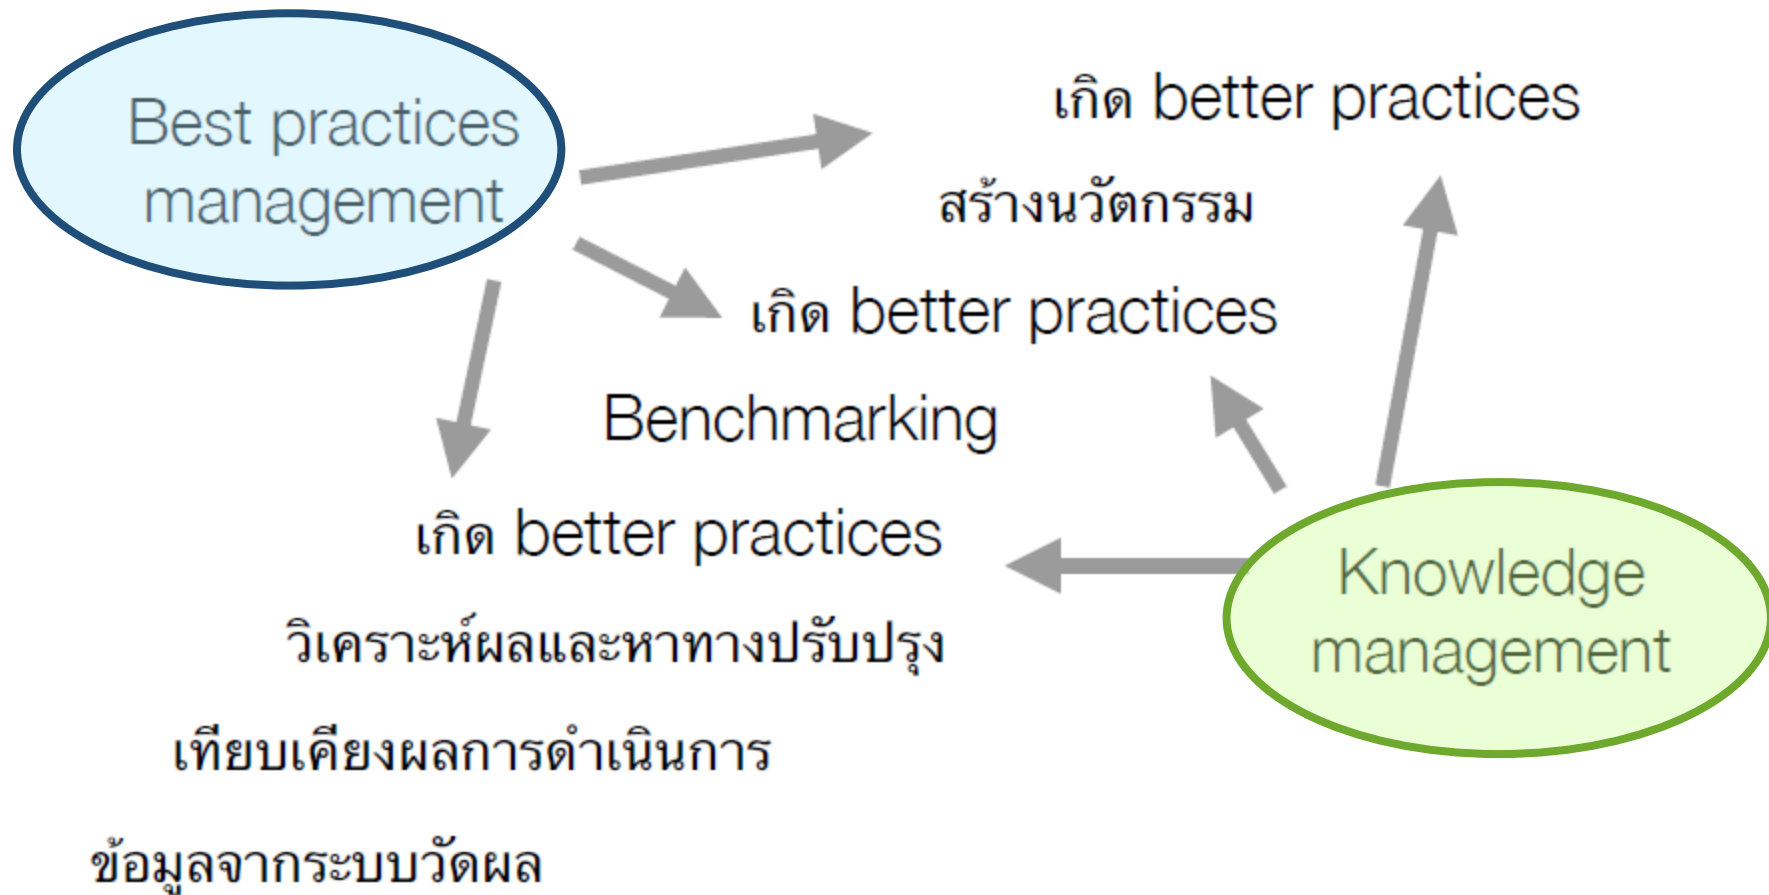 Best practices
management
เกิด better practices
สร้างนวัตกรรม
เกิด better practices
Benchmarking
เกิด better practices
Knowledge
management
วิเคราะห์ผลและหาทางปรับปรุง
เทียบเคียงผลการดำเนินการ
ข้อมูลจากระบบวัดผล